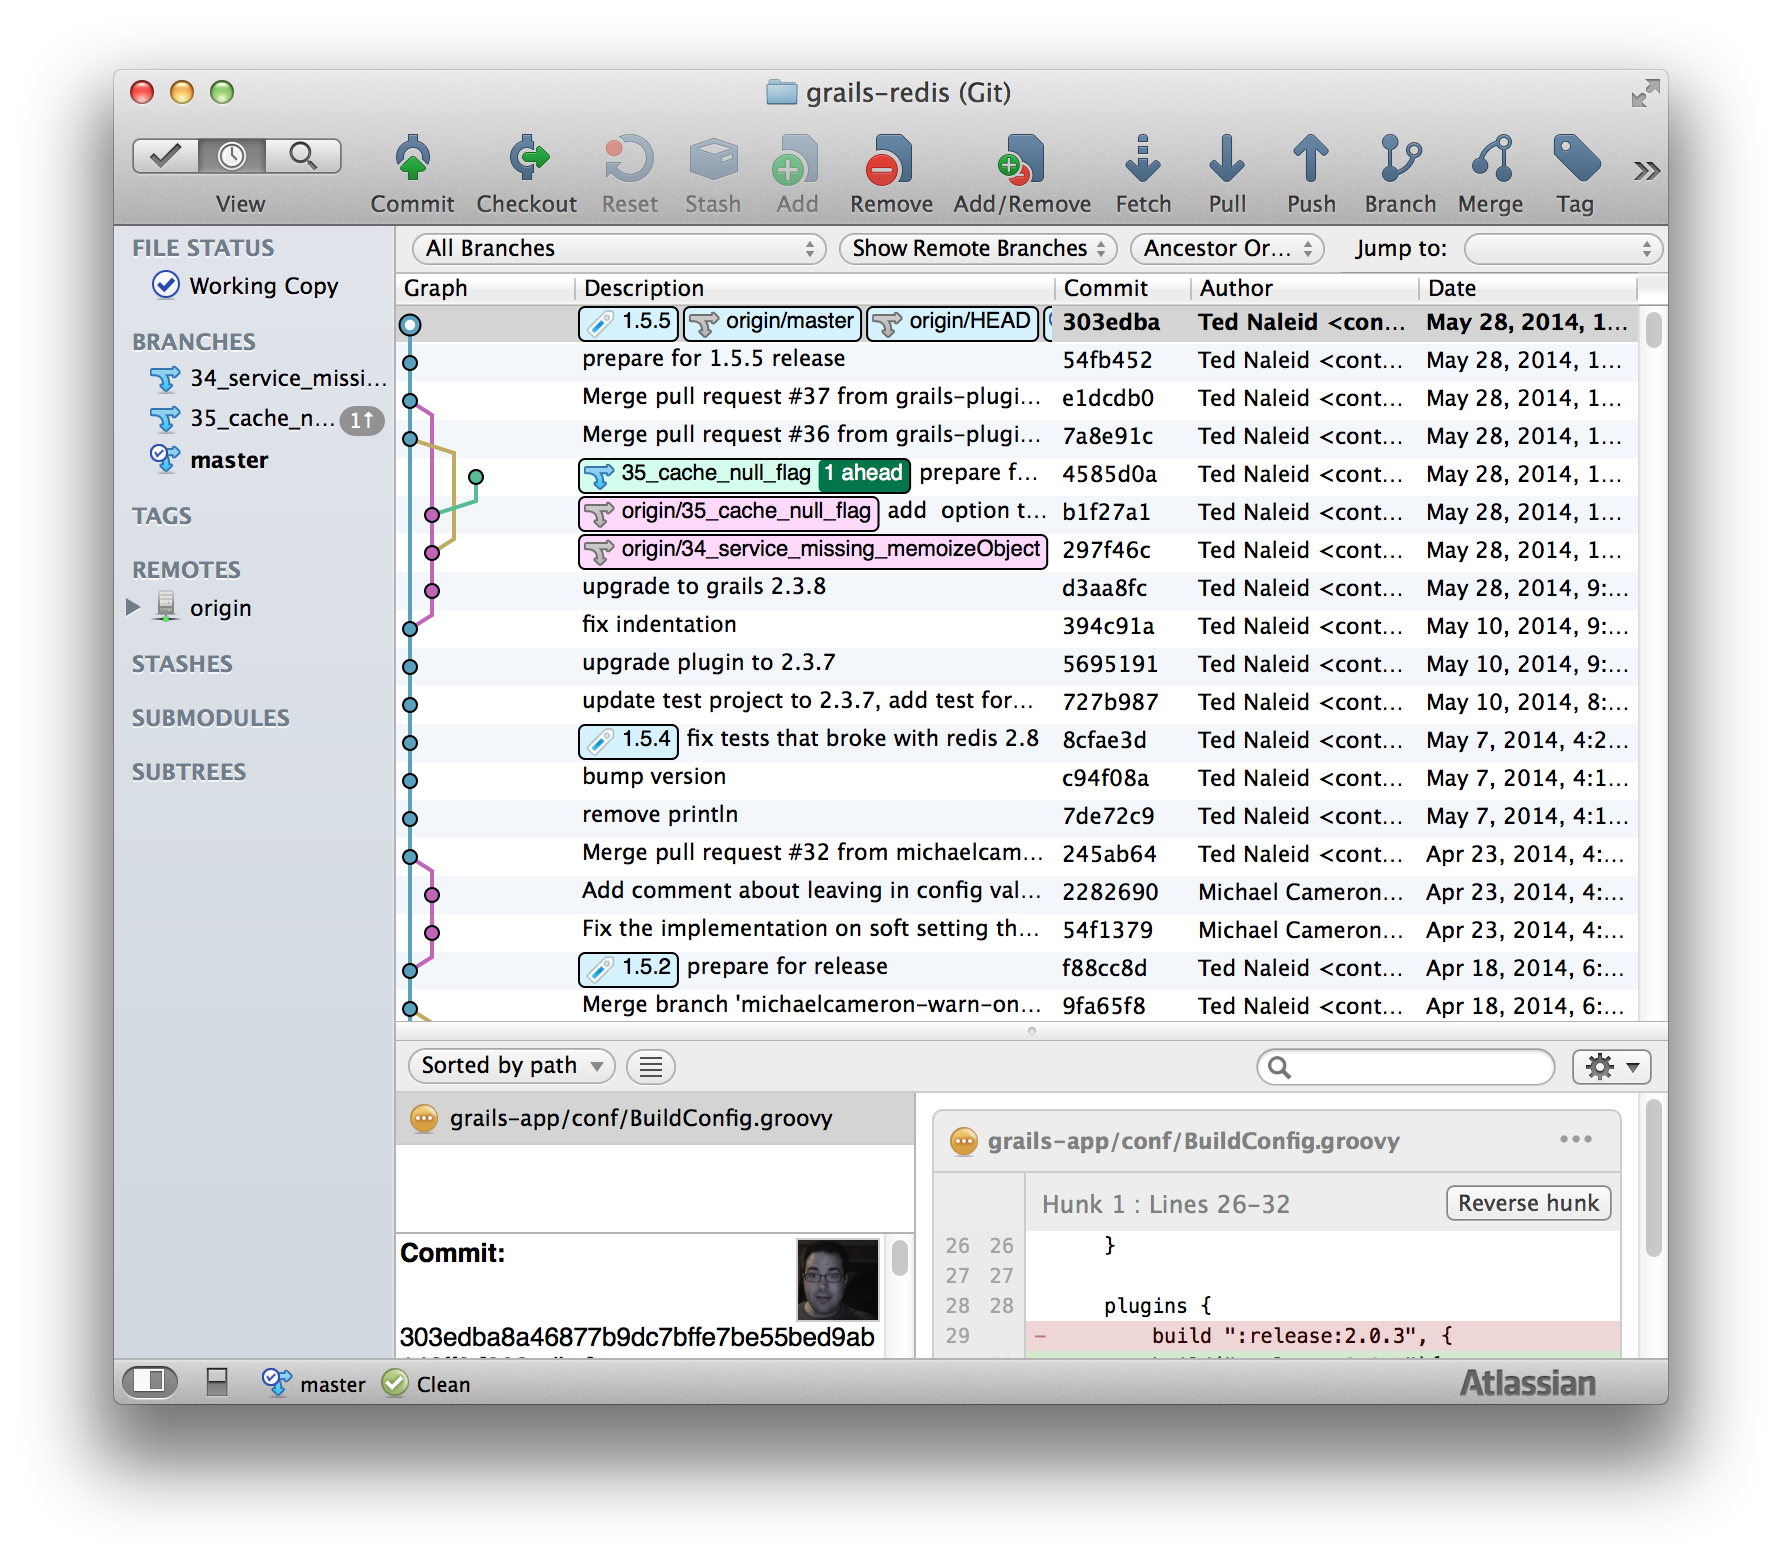 grails-redis (Git)
View Commit Checkout Reset Stash Add Remove Add/Remove Fetch Pull Push Branch Merge Tag
FILE STATUS
Working Copy
BRANCHES
34_service_missi...
35_cache_n... 1↑
master
TAGS
REMOTES
origin
STASHES
SUBMODULES
SUBTREES
All Branches Show Remote Branches Ancestor Or... Jump to:
Graph Description Commit Author Date
1.5.5 origin/master origin/HEAD 303edba Ted Naleid <con... May 28, 2014, 1...
prepare for 1.5.5 release 54fb452 Ted Naleid <cont... May 28, 2014, 1...
Merge pull request #37 from grails-plugi... e1dcdb0 Ted Naleid <cont... May 28, 2014, 1...
Merge pull request #36 from grails-plugi... 7a8e91c Ted Naleid <cont... May 28, 2014, 1...
35_cache_null_flag 1 ahead prepare f... 4585d0a Ted Naleid <cont... May 28, 2014, 1...
origin/35_cache_null_flag add option t... b1f27a1 Ted Naleid <cont... May 28, 2014, 1...
origin/34_service_missing_memoizeObject 297f46c Ted Naleid <cont... May 28, 2014, 1...
upgrade to grails 2.3.8 d3aa8fc Ted Naleid <cont... May 28, 2014, 9:...
fix indentation 394c91a Ted Naleid <cont... May 10, 2014, 9:...
upgrade plugin to 2.3.7 5695191 Ted Naleid <cont... May 10, 2014, 9:...
update test project to 2.3.7, add test for... 727b987 Ted Naleid <cont... May 10, 2014, 8:...
1.5.4 fix tests that broke with redis 2.8 8cfae3d Ted Naleid <cont... May 7, 2014, 4:2...
bump version c94f08a Ted Naleid <cont... May 7, 2014, 4:1...
remove println 7de72c9 Ted Naleid <cont... May 7, 2014, 4:1...
Merge pull request #32 from michaelcam... 245ab64 Ted Naleid <cont... Apr 23, 2014, 4:...
Add comment about leaving in config val... 2282690 Michael Cameron... Apr 23, 2014, 4:...
Fix the implementation on soft setting th... 54f1379 Michael Cameron... Apr 23, 2014, 4:...
1.5.2 prepare for release f88cc8d Ted Naleid <cont... Apr 18, 2014, 6:...
Merge branch 'michaelcameron-warn-on... 9fa65f8 Ted Naleid <cont... Apr 18, 2014, 6:...
Sorted by path
grails-app/conf/BuildConfig.groovy
Commit:
303edba8a46877b9dc7bffe7be55bed9ab
grails-app/conf/BuildConfig.groovy
Hunk 1 : Lines 26-32 Reverse hunk
26 26 }
27 27
28 28 plugins {
29 - build ":release:2.0.3", {
master Clean Atlassian